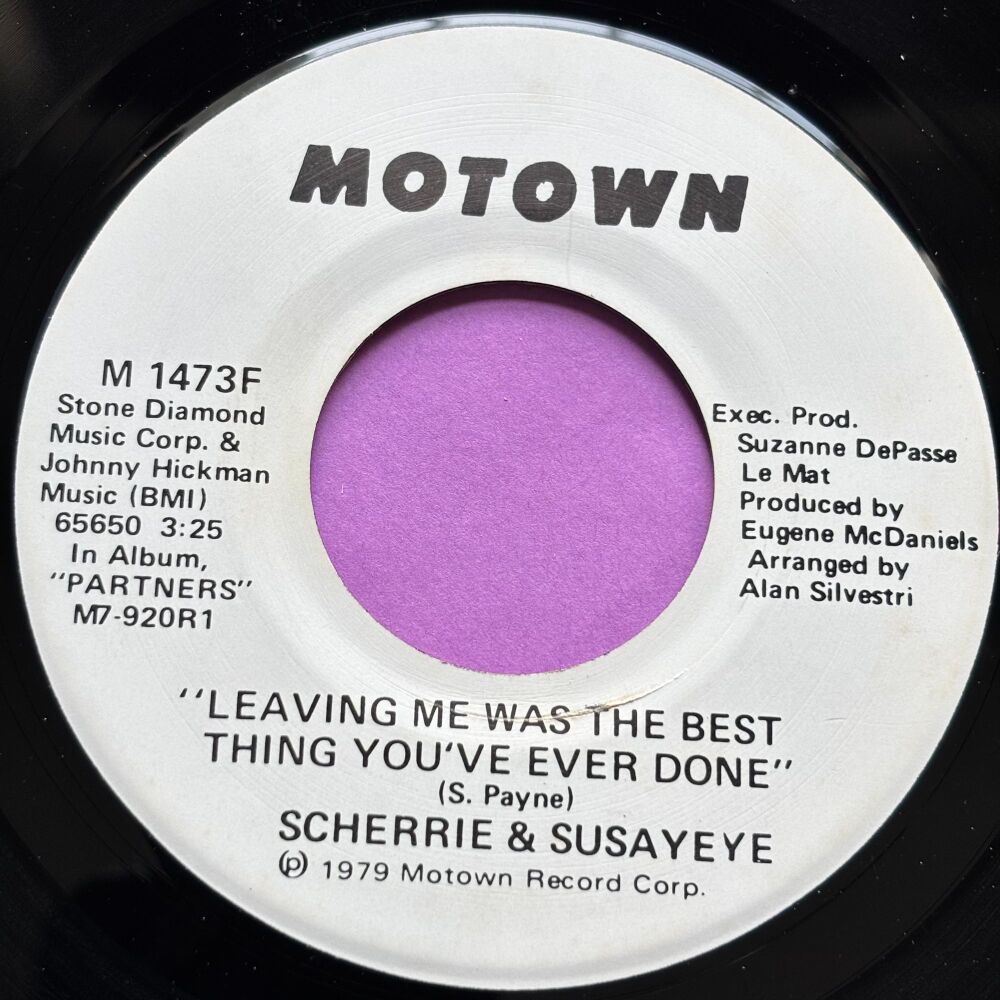 MOTOWN
M 1473F
Stone Diamond
Music Corp. &
Johnny Hickman
Music (BMI)
65650 3:25
In Album,
"PARTNERS"
M7-920R1
Exec. Prod.
Suzanne DePasse
Le Mat
Produced by
Eugene McDaniels
Arranged by
Alan Silvestri
"LEAVING ME WAS THE BEST
THING YOU'VE EVER DONE"
(S. Payne)
SCHERRIE & SUSAYEYE
℗ 1979 Motown Record Corp.